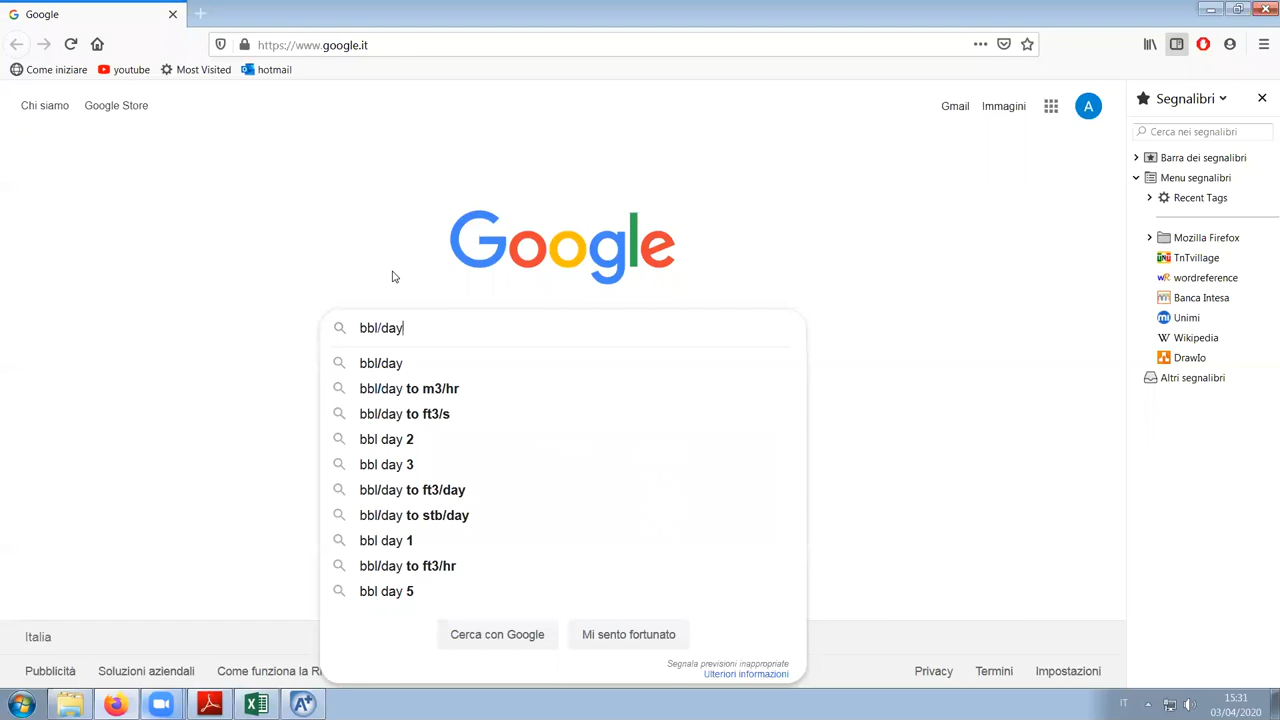 Google
https://www.google.it
Come iniziare
youtube
Most Visited
hotmail
Chi siamo
Google Store
Gmail
Immagini
A
Segnalibri
Cerca nei segnalibri
Barra dei segnalibri
Menu segnalibri
Recent Tags
Mozilla Firefox
TnTvillage
wordreference
Banca Intesa
Unimi
Wikipedia
DrawIo
Altri segnalibri
Google
bbl/day
bbl/day
bbl/day to m3/hr
bbl/day to ft3/s
bbl day 2
bbl day 3
bbl/day to ft3/day
bbl/day to stb/day
bbl day 1
bbl/day to ft3/hr
bbl day 5
Cerca con Google
Mi sento fortunato
Segnala previsioni inappropriate
Ulteriori informazioni
Italia
Pubblicità
Soluzioni aziendali
Come funziona la Ri
Privacy
Termini
Impostazioni
IT
15:31
03/04/2020